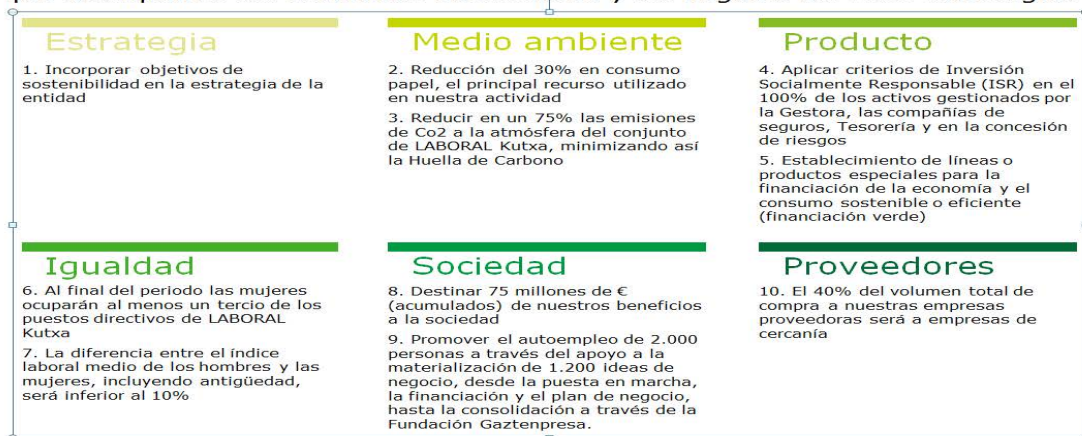 Estrategia
1. Incorporar objetivos de
sostenibilidad en la estrategia de la
entidad
Medio ambiente
2. Reducción del 30% en consumo
papel, el principal recurso utilizado
en nuestra actividad
3. Reducir en un 75% las emisiones
de Co2 a la atmósfera del conjunto
de LABORAL Kutxa, minimizando así
la Huella de Carbono
Producto
4. Aplicar criterios de Inversión
Socialmente Responsable (ISR) en el
100% de los activos gestionados por
la Gestora, las compañías de
seguros, Tesorería y en la concesión
de riesgos
5. Establecimiento de líneas o
productos especiales para la
financiación de la economía y el
consumo sostenible o eficiente
(financiación verde)
Igualdad
6. Al final del periodo las mujeres
ocuparán al menos un tercio de los
puestos directivos de LABORAL
Kutxa
7. La diferencia entre el índice
laboral medio de los hombres y las
mujeres, incluyendo antigüedad,
será inferior al 10%
Sociedad
8. Destinar 75 millones de €
(acumulados) de nuestros beneficios
a la sociedad
9. Promover el autoempleo de 2.000
personas a través del apoyo a la
materialización de 1.200 ideas de
negocio, desde la puesta en marcha,
la financiación y el plan de negocio,
hasta la consolidación a través de la
Fundación Gaztenpresa.
Proveedores
10. El 40% del volumen total de
compra a nuestras empresas
proveedoras será a empresas de
cercanía